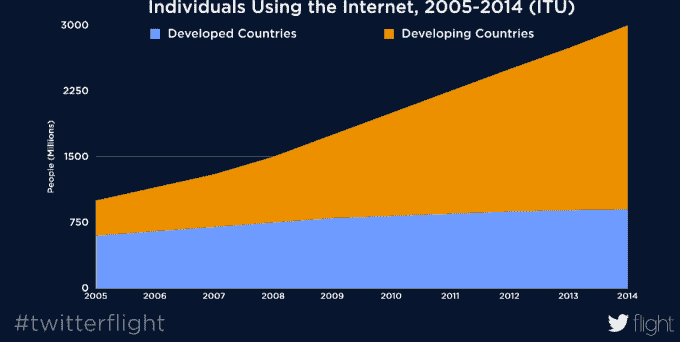 Individuals Using the Internet, 2005-2014 (ITU)
Developed Countries
Developing Countries
People (Millions)
3000
2250
1500
750
0
2005 2006 2007 2008 2009 2010 2011 2012 2013 2014
#twitterflight
flight